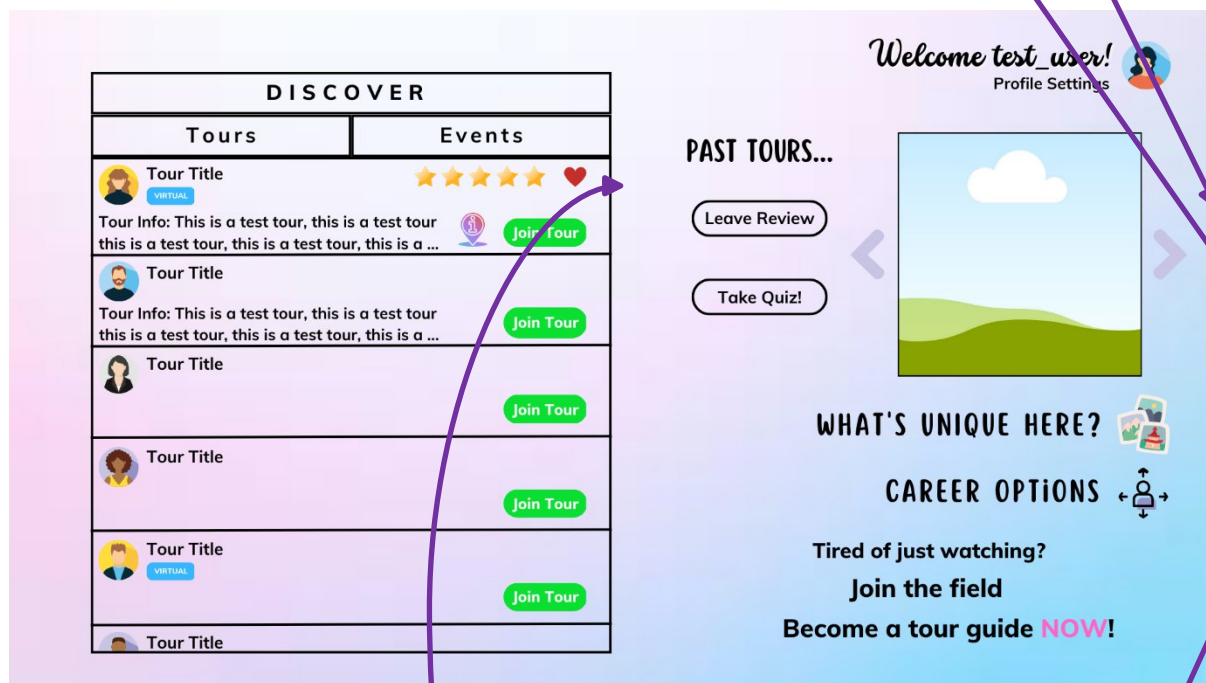 Welcome test_user!
Profile Settings
DISCOVER
Tours
Events
Tour Title
VIRTUAL
Tour Info: This is a test tour, this is a test tour
this is a test tour, this is a test tour, this is a ...
Join Tour
Tour Title
Tour Info: This is a test tour, this is a test tour
this is a test tour, this is a test tour, this is a ...
Join Tour
Tour Title
Join Tour
Tour Title
Join Tour
Tour Title
VIRTUAL
Join Tour
Tour Title
PAST TOURS...
Leave Review
Take Quiz!
WHAT'S UNIQUE HERE?
CAREER OPTIONS
Tired of just watching?
Join the field
Become a tour guide NOW!